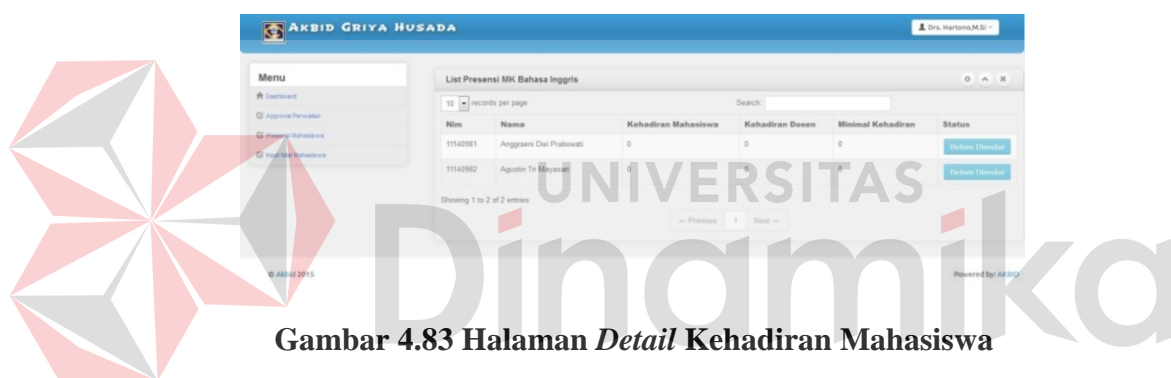 AKBID GRIYA HUSADA
Drs. Hartono,M.Si
Menu
Dashboard
Approval Perwalian
Presensi Mahasiswa
Input Nilai Mahasiswa
List Presensi MK Bahasa Inggris
10 records per page
Search:
Nim Nama Kehadiran Mahasiswa Kehadiran Dosen Minimal Kehadiran Status
11140981 Anggraeni Dwi Prabowati 0 0 0 Belum Dimulai
11140982 Agustin Tri Mayasari 0 0 0 Belum Dimulai
Showing 1 to 2 of 2 entries
← Previous 1 Next →
© Akbid 2015
Powered by: AKBID
UNIVERSITAS
Dinamika
Gambar 4.83 Halaman Detail Kehadiran Mahasiswa